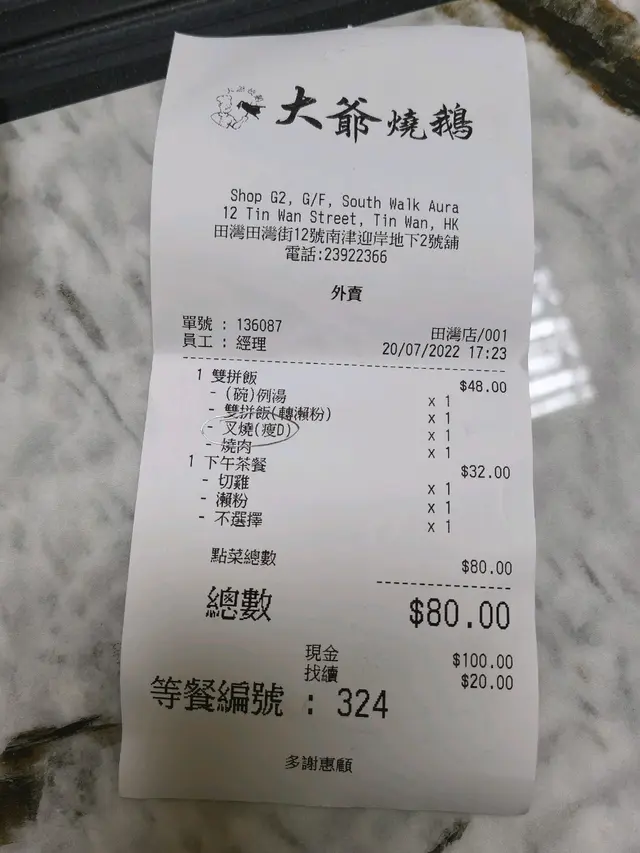 大爺燒鵝
Shop G2, G/F, South Walk Aura
12 Tin Wan Street, Tin Wan, HK
田灣田灣街12號南津迎岸地下2號舖
電話:23922366
外賣
單號 : 136087 田灣店/001
員工 : 經理 20/07/2022 17:23
1 雙拼飯 $48.00
- (碗)例湯 x 1
- 雙拼飯(轉瀨粉) x 1
- 叉燒(瘦D) x 1
- 燒肉 x 1
1 下午茶餐 $32.00
- 切雞 x 1
- 瀨粉 x 1
- 不選擇 x 1
點菜總數 $80.00
總數 $80.00
現金 $100.00
找續 $20.00
等餐編號 : 324
多謝惠顧